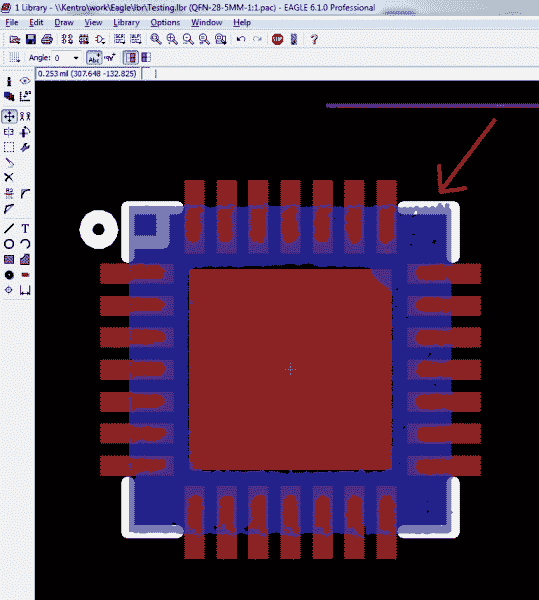 1 Library - \\Kentro\work\Eagle\lbr\Testing.lbr (QFN-28-5MM-1:1.pac) - EAGLE 6.1.0 Professional
File Edit Draw View Library Options Window Help
Angle: 0
0.253 mil (307.648 -132.825)